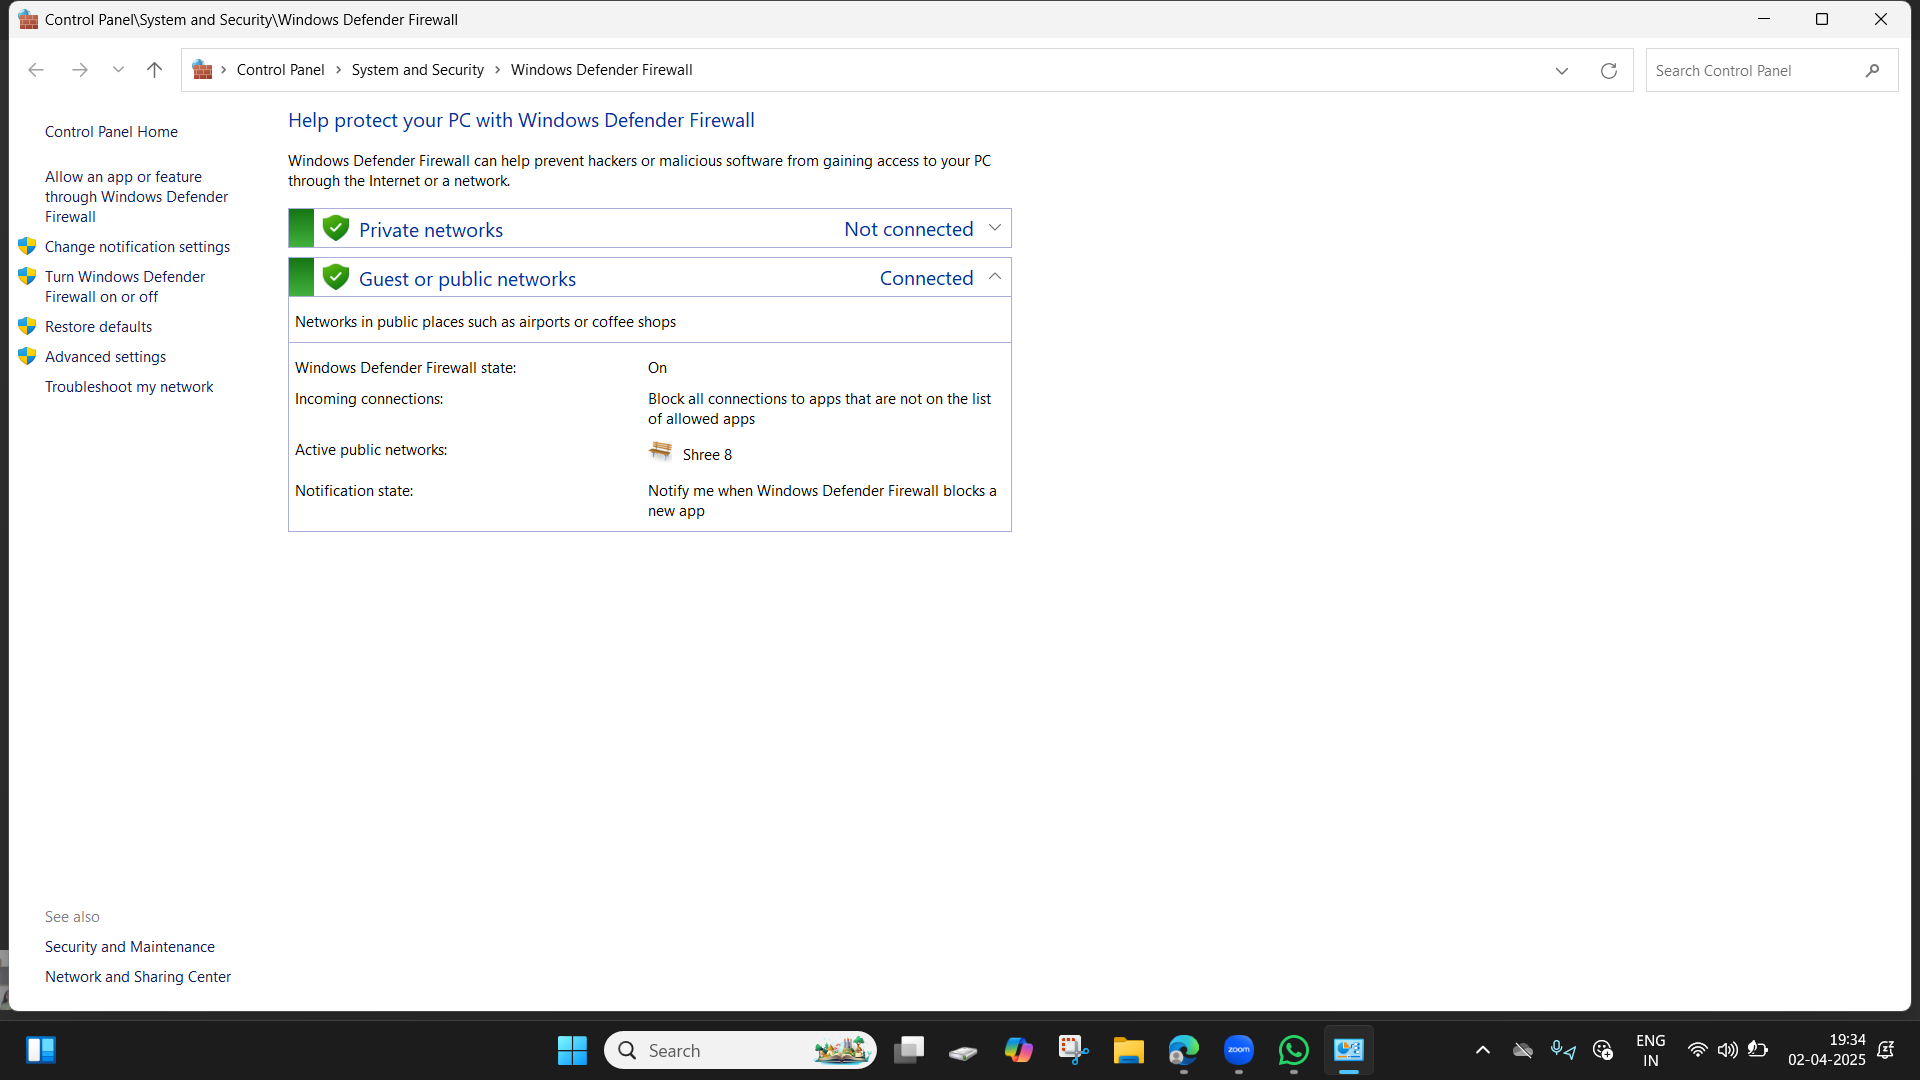 Control Panel\System and Security\Windows Defender Firewall
Control Panel > System and Security > Windows Defender Firewall
Search Control Panel
Control Panel Home
Allow an app or feature
through Windows Defender
Firewall
Change notification settings
Turn Windows Defender
Firewall on or off
Restore defaults
Advanced settings
Troubleshoot my network
Help protect your PC with Windows Defender Firewall
Windows Defender Firewall can help prevent hackers or malicious software from gaining access to your PC
through the Internet or a network.
Private networks Not connected
Guest or public networks Connected
Networks in public places such as airports or coffee shops
Windows Defender Firewall state: On
Incoming connections: Block all connections to apps that are not on the list
of allowed apps
Active public networks: Shree 8
Notification state: Notify me when Windows Defender Firewall blocks a
new app
See also
Security and Maintenance
Network and Sharing Center
Search
zoom
ENG
IN
19:34
02-04-2025